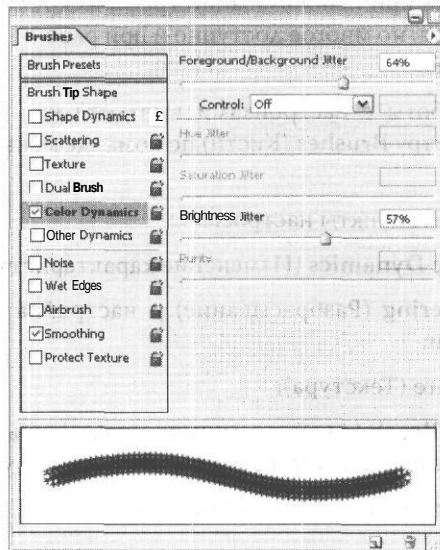 Brushes
Brush Presets
Brush Tip Shape
Shape Dynamics £
Scattering
Texture
Dual Brush
Color Dynamics
Other Dynamics
Noise
Wet Edges
Airbrush
Smoothing
Protect Texture
Foreground/Background Jitter 64%
Control: Off
Hue Jitter
Saturation Jitter
Brightness Jitter 57%
Purity